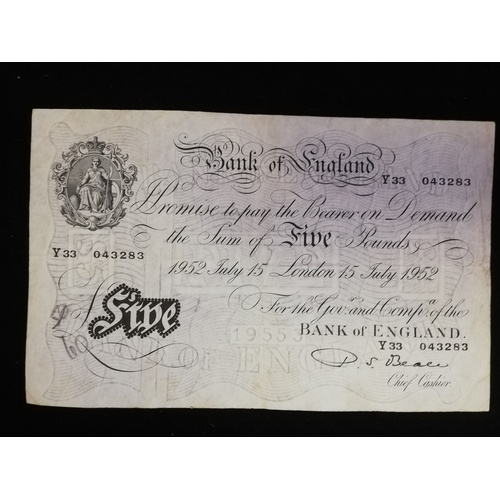 Bank of England
Y33 043283
I Promise to pay the Bearer on Demand
the Sum of Five Pounds
Y33 043283
1952 July 15 London 15 July 1952
For the Govr. and Compa. of the
BANK OF ENGLAND.
Y33 043283
£Five
D. S. Beale
Chief Cashier.